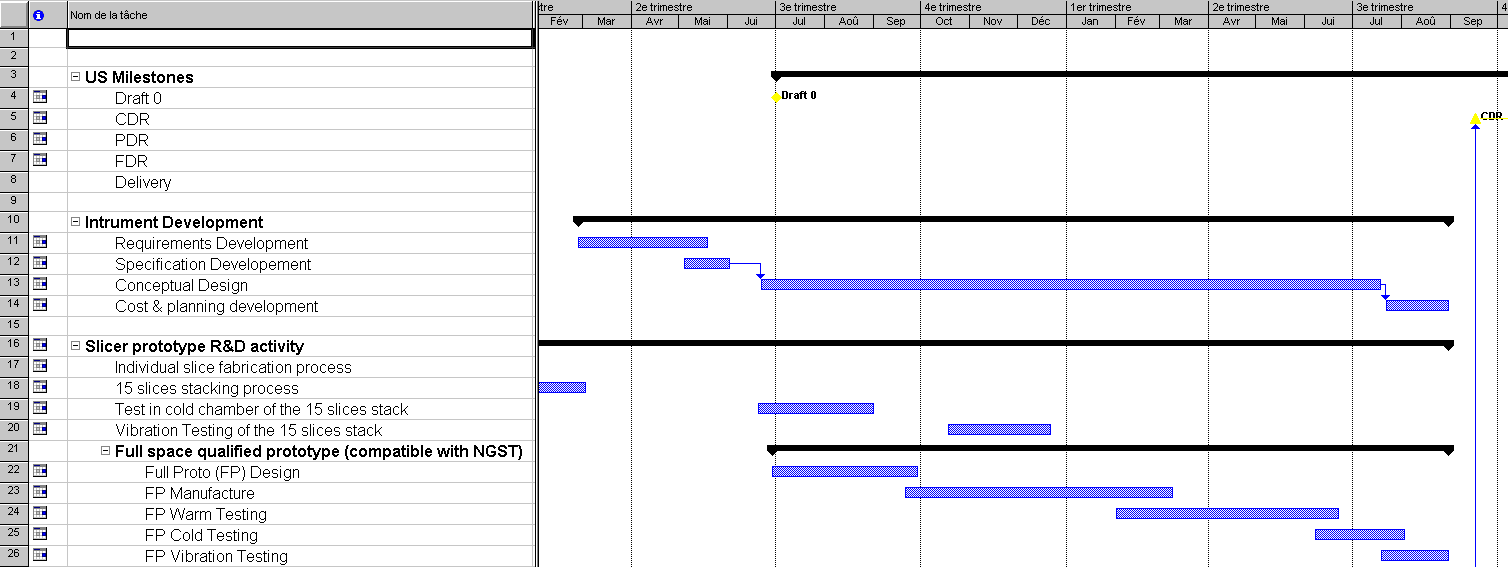 Nom de la tâche
tre 2e trimestre 3e trimestre 4e trimestre 1er trimestre 2e trimestre 3e trimestre 4
Fév Mar Avr Mai Jui Jul Aoû Sep Oct Nov Déc Jan Fév Mar Avr Mai Jui Jul Aoû Sep
1
2
3 US Milestones
4 Draft 0 Draft 0
5 CDR CDR
6 PDR
7 FDR
8 Delivery
9
10 Intrument Development
11 Requirements Development
12 Specification Developement
13 Conceptual Design
14 Cost & planning development
15
16 Slicer prototype R&D activity
17 Individual slice fabrication process
18 15 slices stacking process
19 Test in cold chamber of the 15 slices stack
20 Vibration Testing of the 15 slices stack
21 Full space qualified prototype (compatible with NGST)
22 Full Proto (FP) Design
23 FP Manufacture
24 FP Warm Testing
25 FP Cold Testing
26 FP Vibration Testing